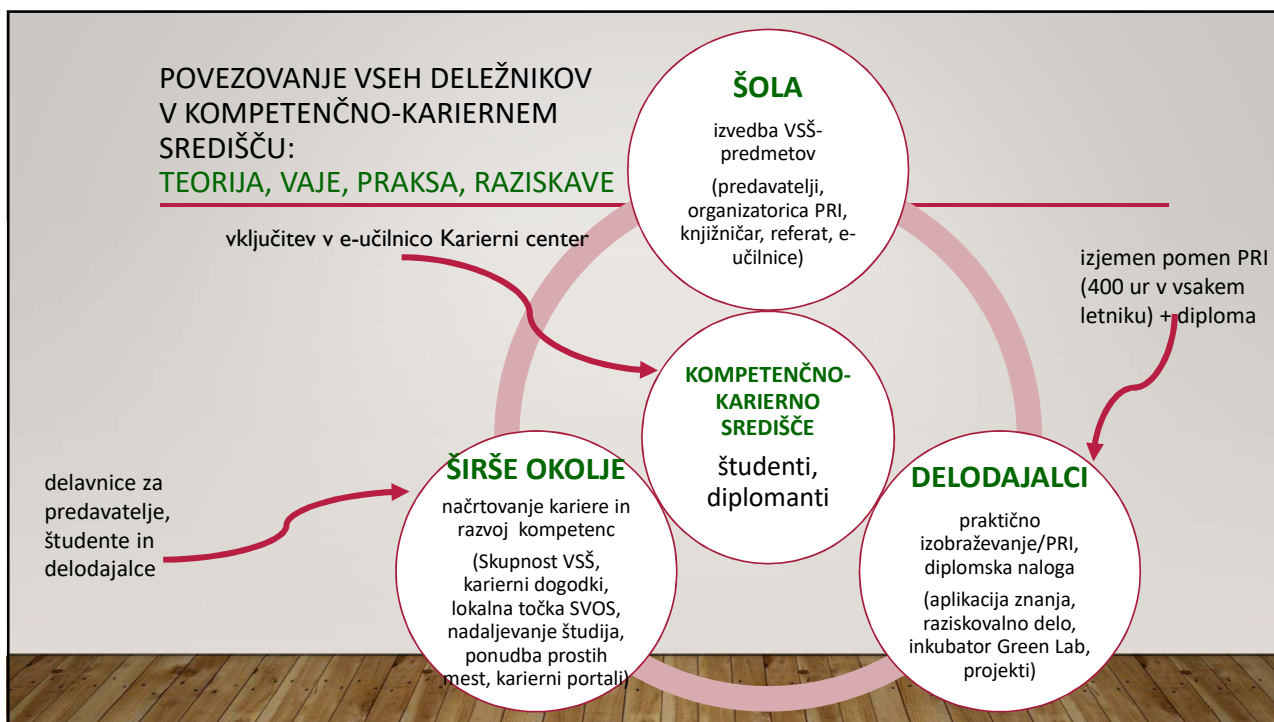 POVEZOVANJE VSEH DELEŽNIKOV
V KOMPETENČNO-KARIERNEM
SREDIŠČU:
TEORIJA, VAJE, PRAKSA, RAZISKAVE
ŠOLA
izvedba VSŠ-
predmetov
(predavatelji,
organizatorica PRI,
knjižničar, referat, e-
učilnice)
vključitev v e-učilnico Karierni center
izjemen pomen PRI
(400 ur v vsakem
letniku) + diploma
KOMPETENČNO-
KARIERNO
SREDIŠČE
študenti,
diplomanti
delavnice za
predavatelje,
študente in
delodajalce
ŠIRŠE OKOLJE
načrtovanje kariere in
razvoj kompetenc
(Skupnost VSŠ,
karierni dogodki,
lokalna točka SVOS,
nadaljevanje študija,
ponudba prostih
mest, karierni portali)
DELODAJALCI
praktično
izobraževanje/PRI,
diplomska naloga
(aplikacija znanja,
raziskovalno delo,
inkubator Green Lab,
projekti)